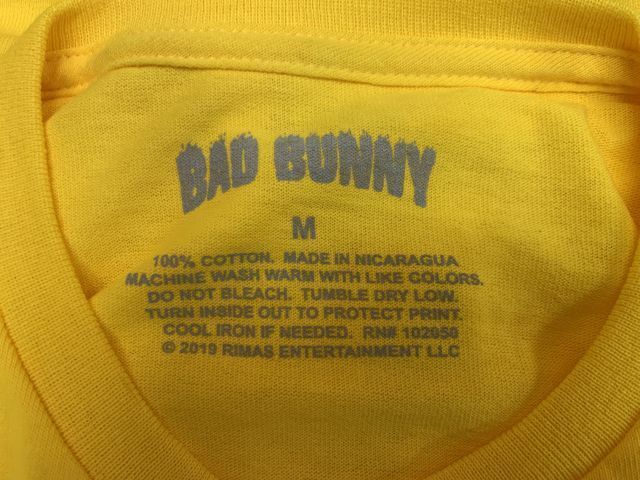 BAD BUNNY
M
100% COTTON. MADE IN NICARAGUA
MACHINE WASH WARM WITH LIKE COLORS.
DO NOT BLEACH. TUMBLE DRY LOW.
TURN INSIDE OUT TO PROTECT PRINT.
COOL IRON IF NEEDED. RN# 102950
© 2019 RIMAS ENTERTAINMENT LLC